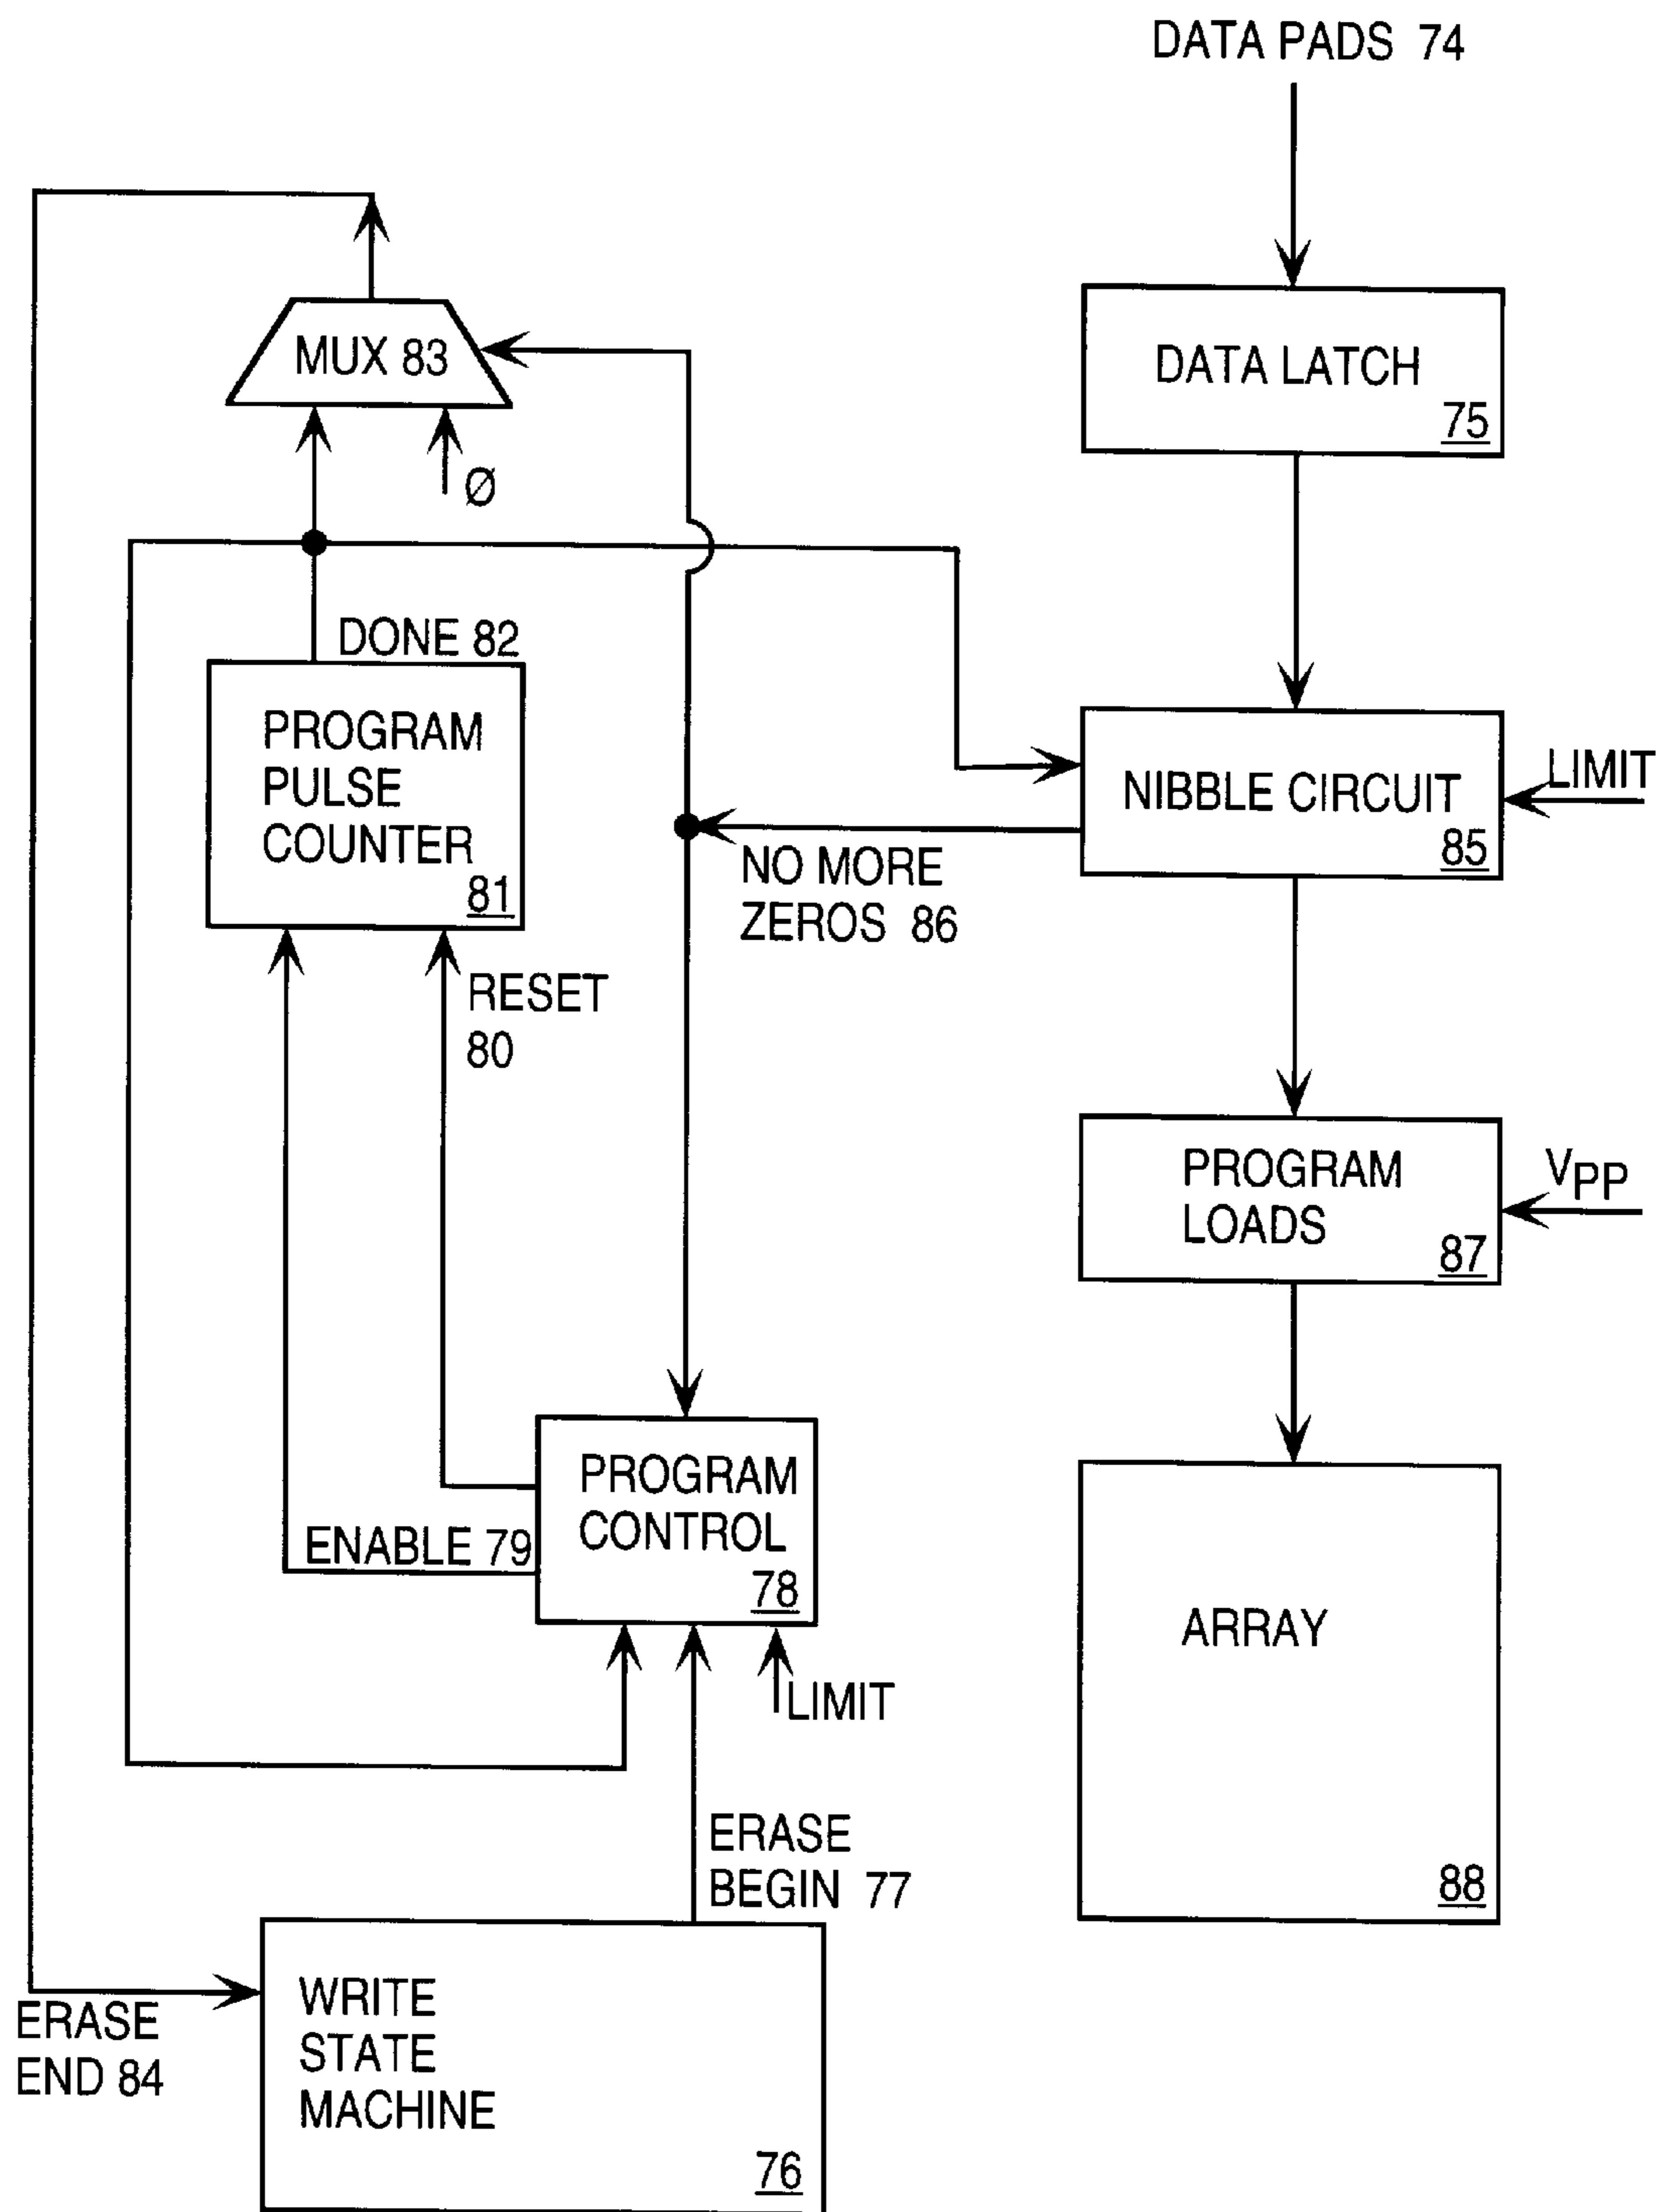 DATA PADS 74
MUX 83
Ø
DATA LATCH
75
DONE 82
PROGRAM
PULSE
COUNTER
81
NIBBLE CIRCUIT
85
LIMIT
NO MORE
ZEROS 86
RESET
80
PROGRAM
LOADS
87
VPP
PROGRAM
CONTROL
78
ENABLE 79
LIMIT
ARRAY
88
ERASE
BEGIN 77
ERASE
END 84
WRITE
STATE
MACHINE
76